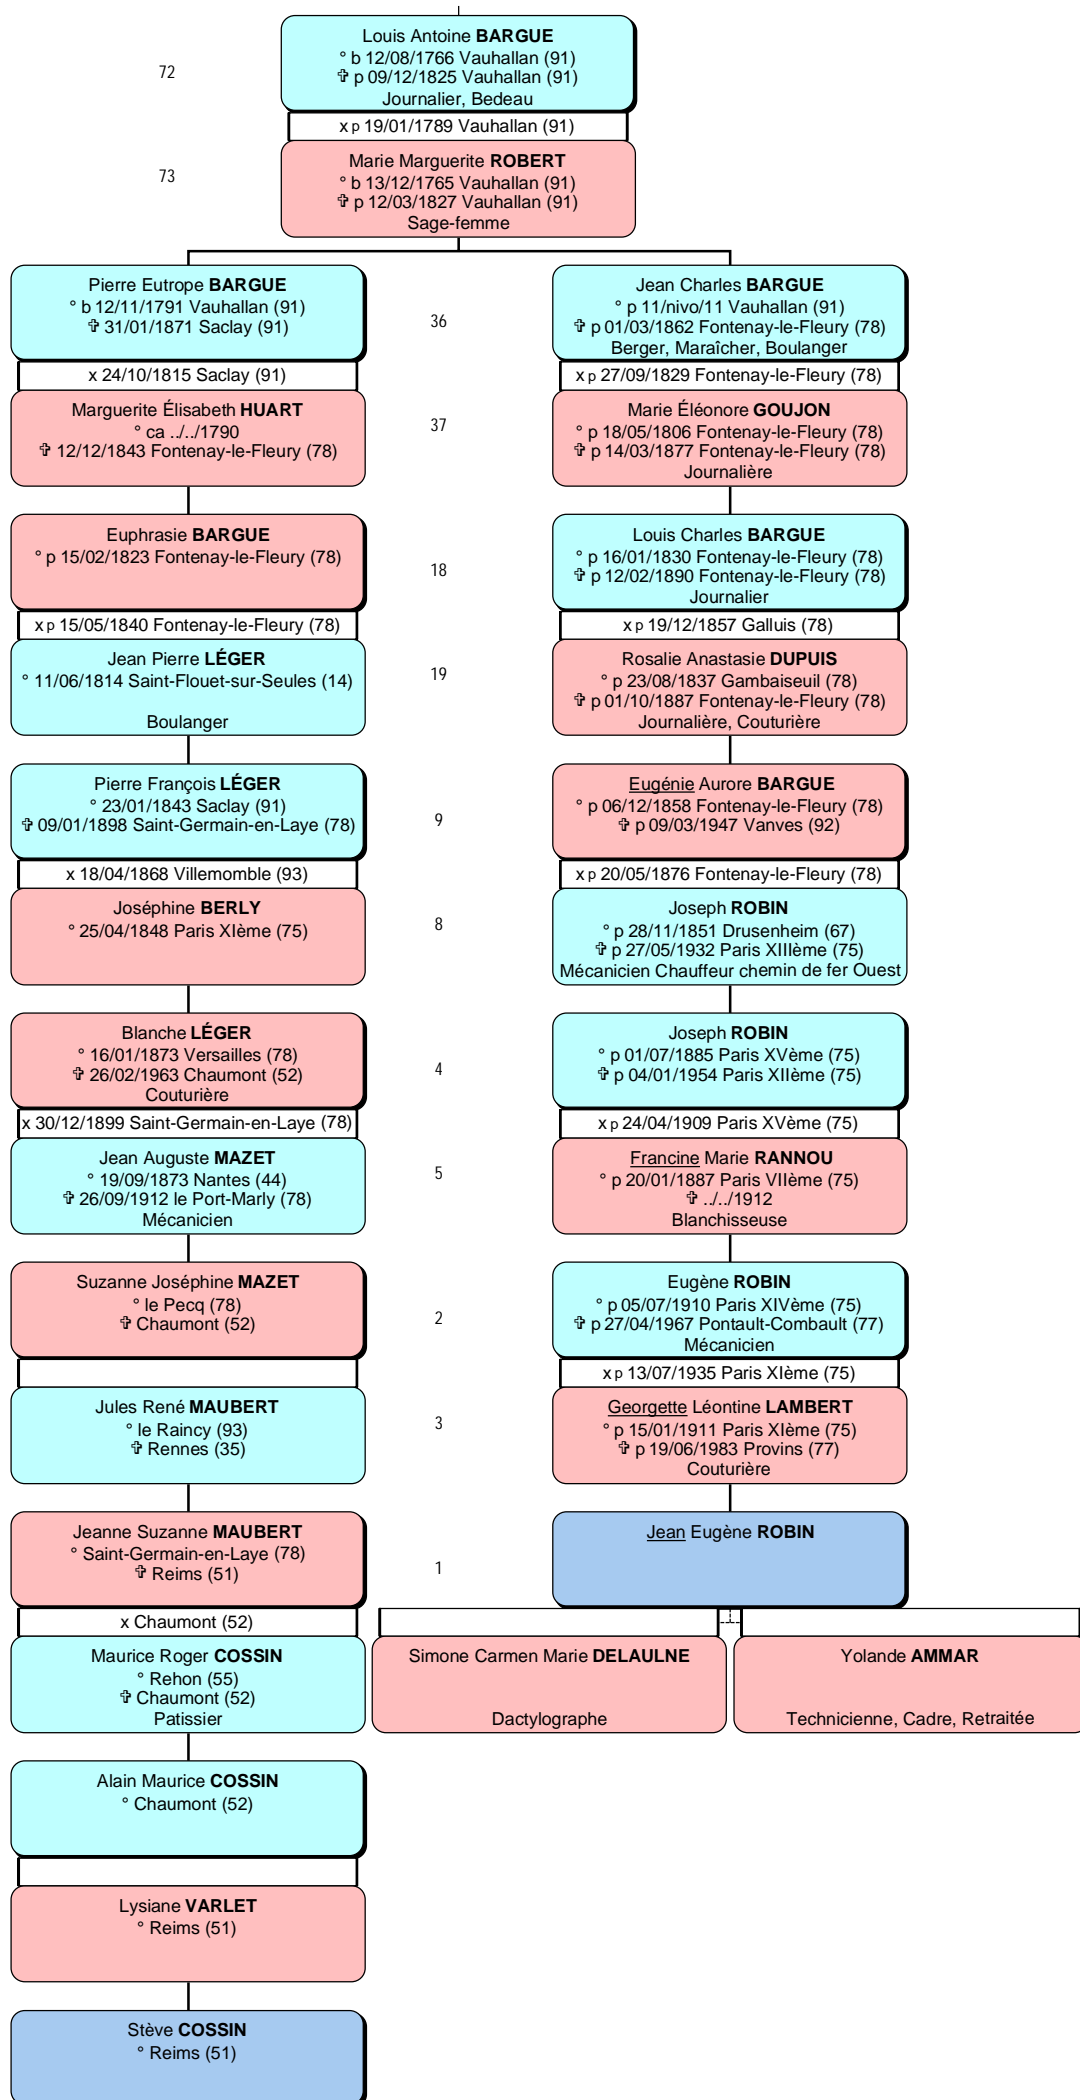 Louis Antoine BARGUE
° b 12/08/1766 Vauhallan (91)
✞ p 09/12/1825 Vauhallan (91)
Journalier, Bedeau
72
x p 19/01/1789 Vauhallan (91)
Marie Marguerite ROBERT
° b 13/12/1765 Vauhallan (91)
✞ p 12/03/1827 Vauhallan (91)
Sage-femme
73
Pierre Eutrope BARGUE
° b 12/11/1791 Vauhallan (91)
✞ 31/01/1871 Saclay (91)
36
Jean Charles BARGUE
° p 11/nivo/11 Vauhallan (91)
✞ p 01/03/1862 Fontenay-le-Fleury (78)
Berger, Maraîcher, Boulanger
x 24/10/1815 Saclay (91)
x p 27/09/1829 Fontenay-le-Fleury (78)
Marguerite Élisabeth HUART
° ca ../../1790
✞ 12/12/1843 Fontenay-le-Fleury (78)
37
Marie Éléonore GOUJON
° p 18/05/1806 Fontenay-le-Fleury (78)
✞ p 14/03/1877 Fontenay-le-Fleury (78)
Journalière
Euphrasie BARGUE
° p 15/02/1823 Fontenay-le-Fleury (78)
18
Louis Charles BARGUE
° p 16/01/1830 Fontenay-le-Fleury (78)
✞ p 12/02/1890 Fontenay-le-Fleury (78)
Journalier
x p 15/05/1840 Fontenay-le-Fleury (78)
x p 19/12/1857 Galluis (78)
Jean Pierre LÉGER
° 11/06/1814 Saint-Flouet-sur-Seules (14)
Boulanger
19
Rosalie Anastasie DUPUIS
° p 23/08/1837 Gambaiseuil (78)
✞ p 01/10/1887 Fontenay-le-Fleury (78)
Journalière, Couturière
Pierre François LÉGER
° 23/01/1843 Saclay (91)
✞ 09/01/1898 Saint-Germain-en-Laye (78)
9
Eugénie Aurore BARGUE
° p 06/12/1858 Fontenay-le-Fleury (78)
✞ p 09/03/1947 Vanves (92)
x 18/04/1868 Villemomble (93)
x p 20/05/1876 Fontenay-le-Fleury (78)
Joséphine BERLY
° 25/04/1848 Paris XIème (75)
8
Joseph ROBIN
° p 28/11/1851 Drusenheim (67)
✞ p 27/05/1932 Paris XIIIème (75)
Mécanicien Chauffeur chemin de fer Ouest
Blanche LÉGER
° 16/01/1873 Versailles (78)
✞ 26/02/1963 Chaumont (52)
Couturière
4
Joseph ROBIN
° p 01/07/1885 Paris XVème (75)
✞ p 04/01/1954 Paris XIIème (75)
x 30/12/1899 Saint-Germain-en-Laye (78)
x p 24/04/1909 Paris XVème (75)
Jean Auguste MAZET
° 19/09/1873 Nantes (44)
✞ 26/09/1912 le Port-Marly (78)
Mécanicien
5
Francine Marie RANNOU
° p 20/01/1887 Paris VIIème (75)
✞ ../../1912
Blanchisseuse
Suzanne Joséphine MAZET
° le Pecq (78)
✞ Chaumont (52)
2
Eugène ROBIN
° p 05/07/1910 Paris XIVème (75)
✞ p 27/04/1967 Pontault-Combault (77)
Mécanicien
x p 13/07/1935 Paris XIème (75)
Jules René MAUBERT
° le Raincy (93)
✞ Rennes (35)
3
Georgette Léontine LAMBERT
° p 15/01/1911 Paris XIème (75)
✞ p 19/06/1983 Provins (77)
Couturière
Jeanne Suzanne MAUBERT
° Saint-Germain-en-Laye (78)
✞ Reims (51)
1
Jean Eugène ROBIN
x Chaumont (52)
Maurice Roger COSSIN
° Rehon (55)
✞ Chaumont (52)
Patissier
Simone Carmen Marie DELAULNE
Dactylographe
Yolande AMMAR
Technicienne, Cadre, Retraitée
Alain Maurice COSSIN
° Chaumont (52)
Lysiane VARLET
° Reims (51)
Stève COSSIN
° Reims (51)